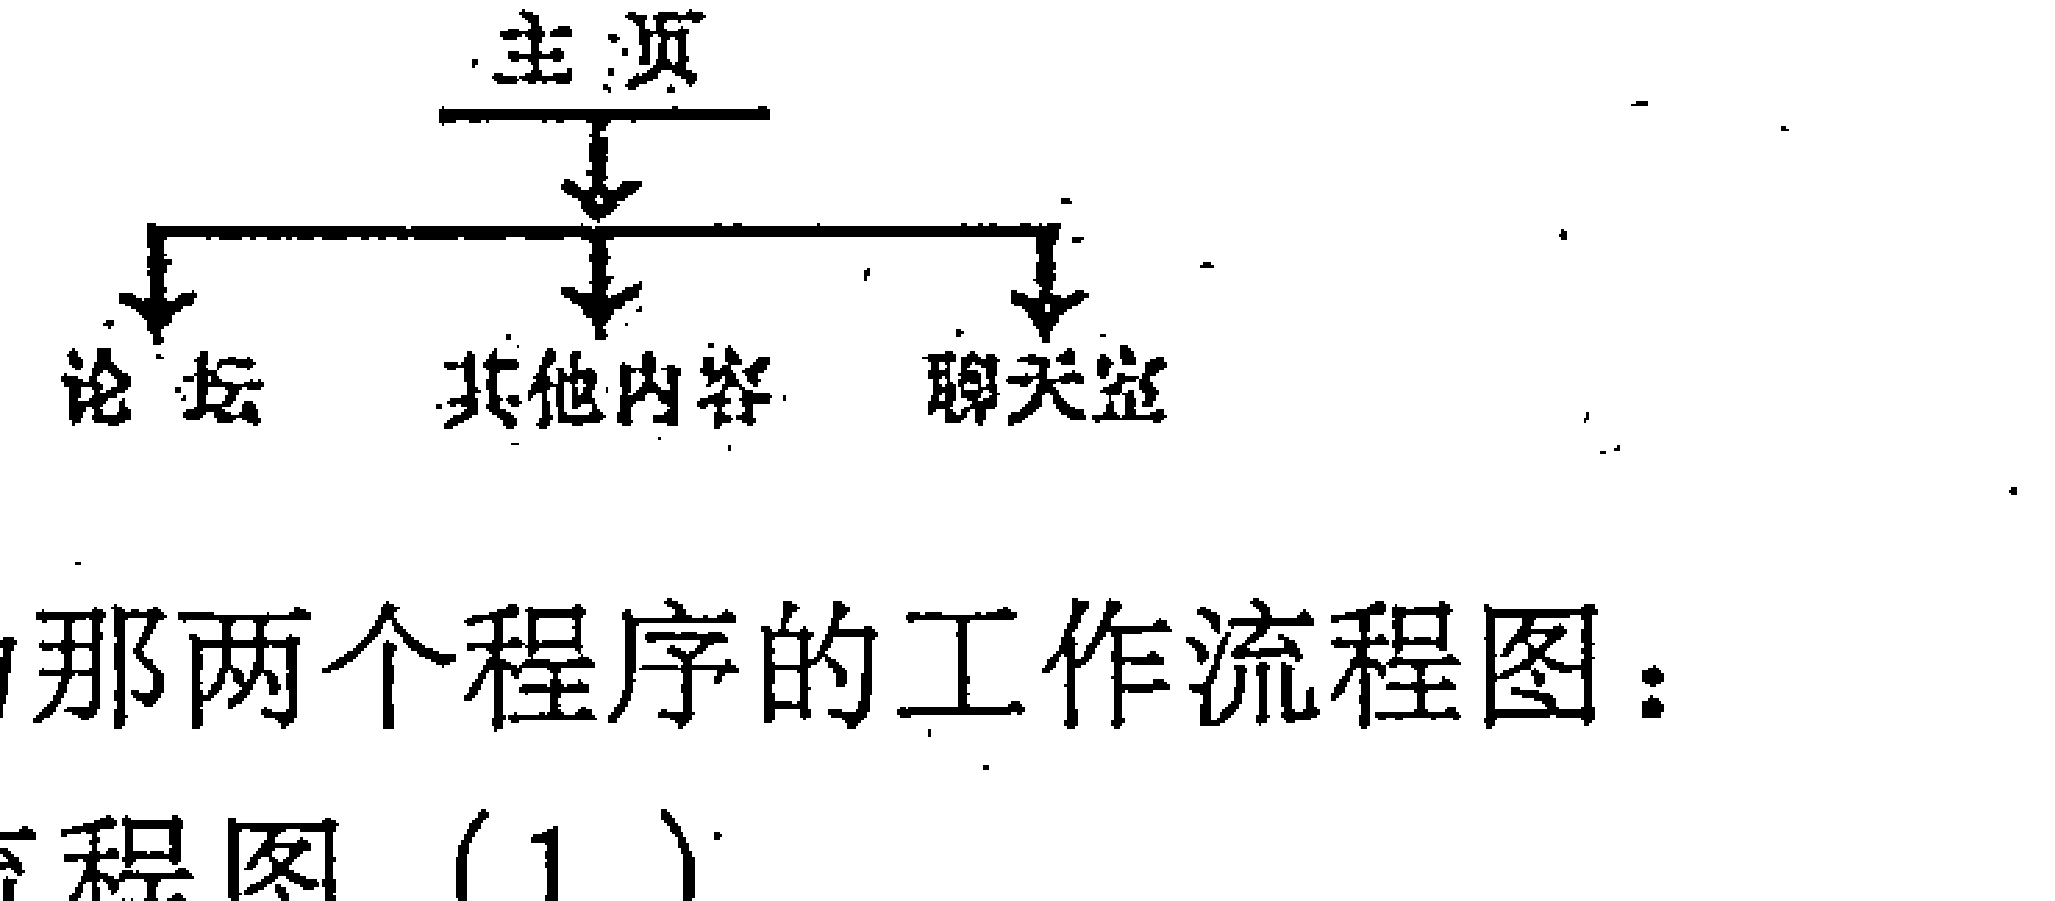 主 页
论 坛 其他内容 聊天室
那两个程序的工作流程图：
流程图（1）